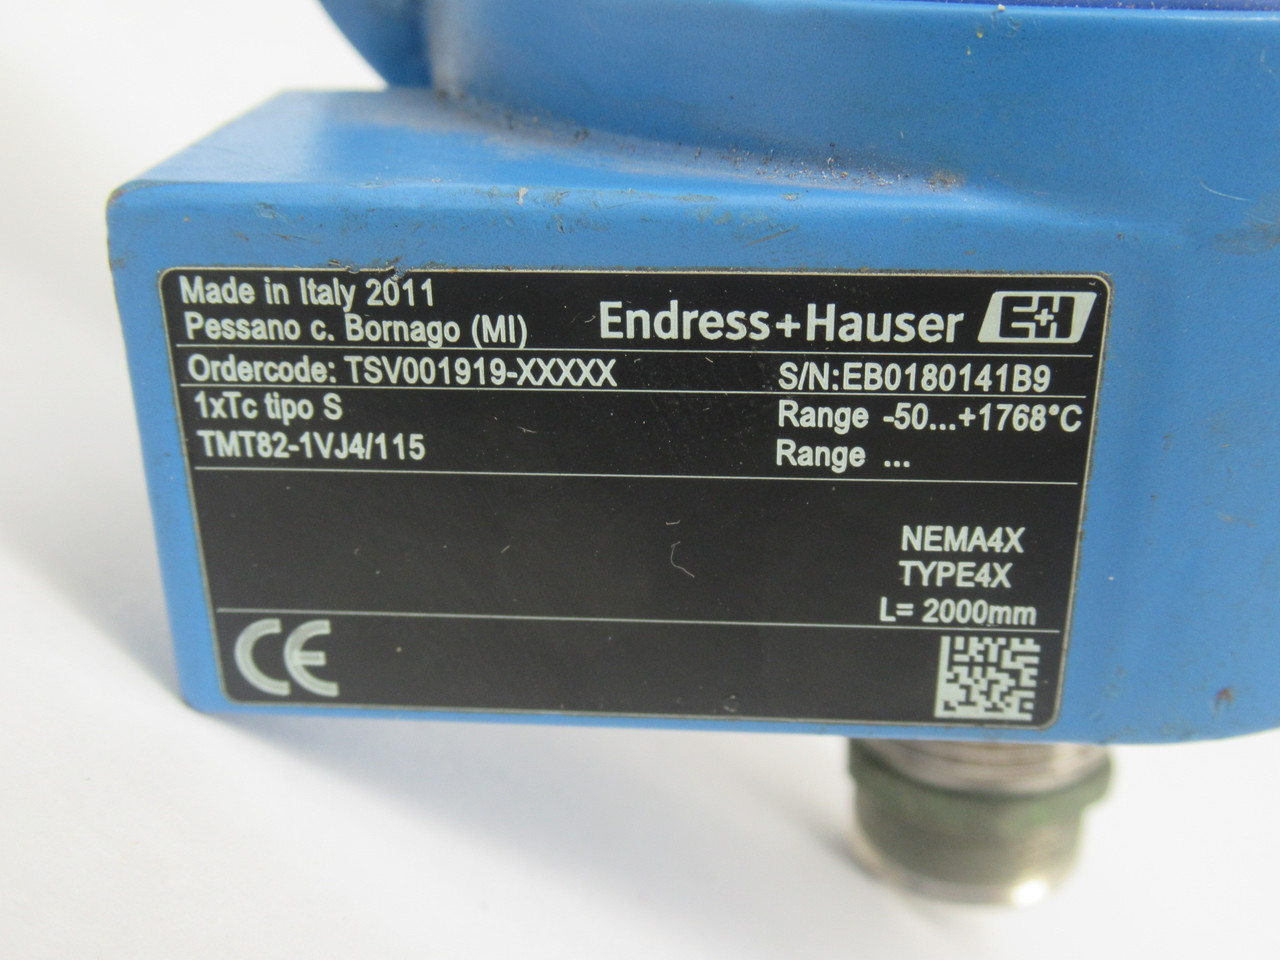 Made in Italy 2011
Pessano c. Bornago (MI)
Endress+Hauser E+H
Ordercode: TSV001919-XXXXX
S/N:EB0180141B9
1xTc tipo S
Range -50...+1768°C
TMT82-1VJ4/115
Range ...
NEMA4X
TYPE4X
L= 2000mm
CE